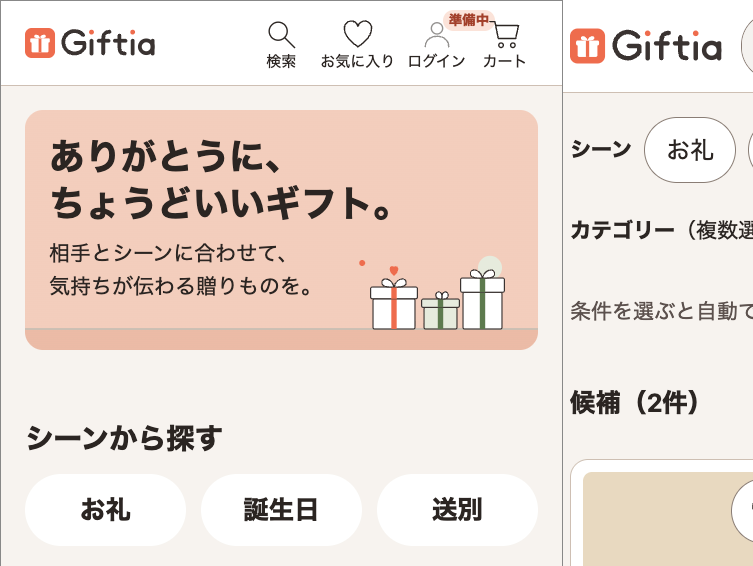 Giftia
準備中
検索
お気に入り
ログイン
カート
ありがとうに、
ちょうどいいギフト。
相手とシーンに合わせて、
気持ちが伝わる贈りものを。
シーンから探す
お礼
誕生日
送別
Giftia
シーン
お礼
カテゴリー（複数選
条件を選ぶと自動で
候補（2件）